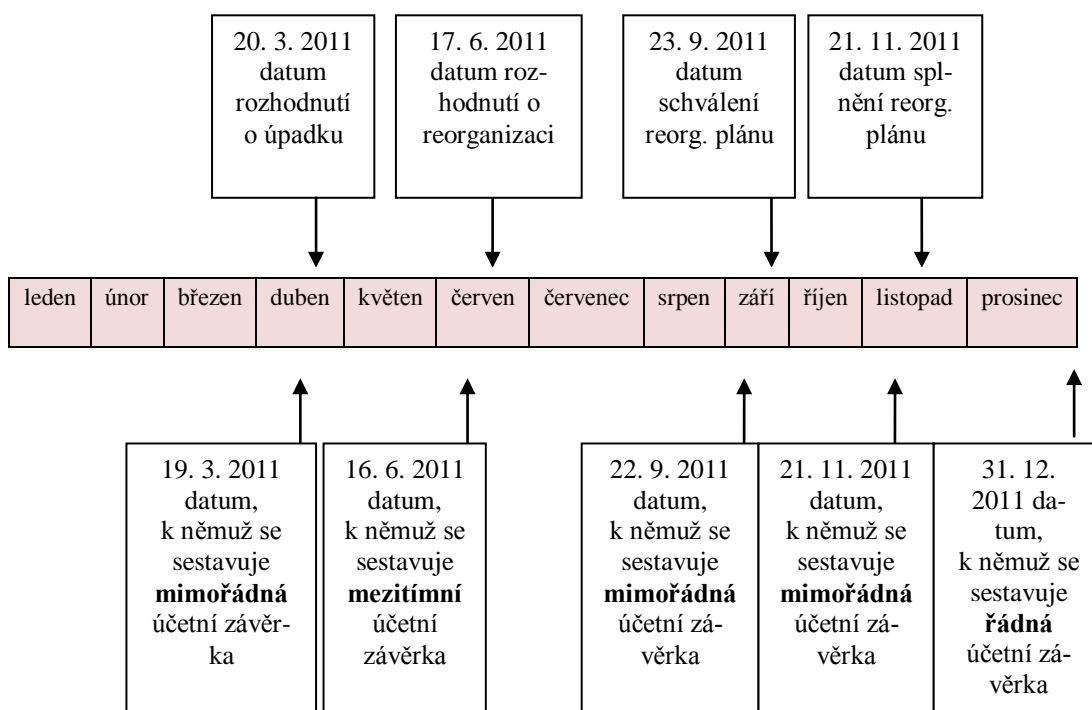 20. 3. 2011
datum
rozhodnutí
o úpadku
17. 6. 2011
datum roz-
hodnutí o
reorganizaci
23. 9. 2011
datum
schválení
reorg. plánu
21. 11. 2011
datum spl-
nění reorg.
plánu
leden únor březen duben květen červen červenec srpen září říjen listopad prosinec
19. 3. 2011
datum,
k němuž se
sestavuje
mimořádná
účetní závěr-
ka
16. 6. 2011
datum,
k němuž se
sestavuje
mezitímní
účetní
závěrka
22. 9. 2011
datum,
k němuž se
sestavuje
mimořádná
účetní zá-
věrka
21. 11. 2011
datum,
k němuž se
sestavuje
mimořádná
účetní zá-
věrka
31. 12.
2011 da-
tum,
k němuž se
sestavuje
řádná
účetní zá-
věrka